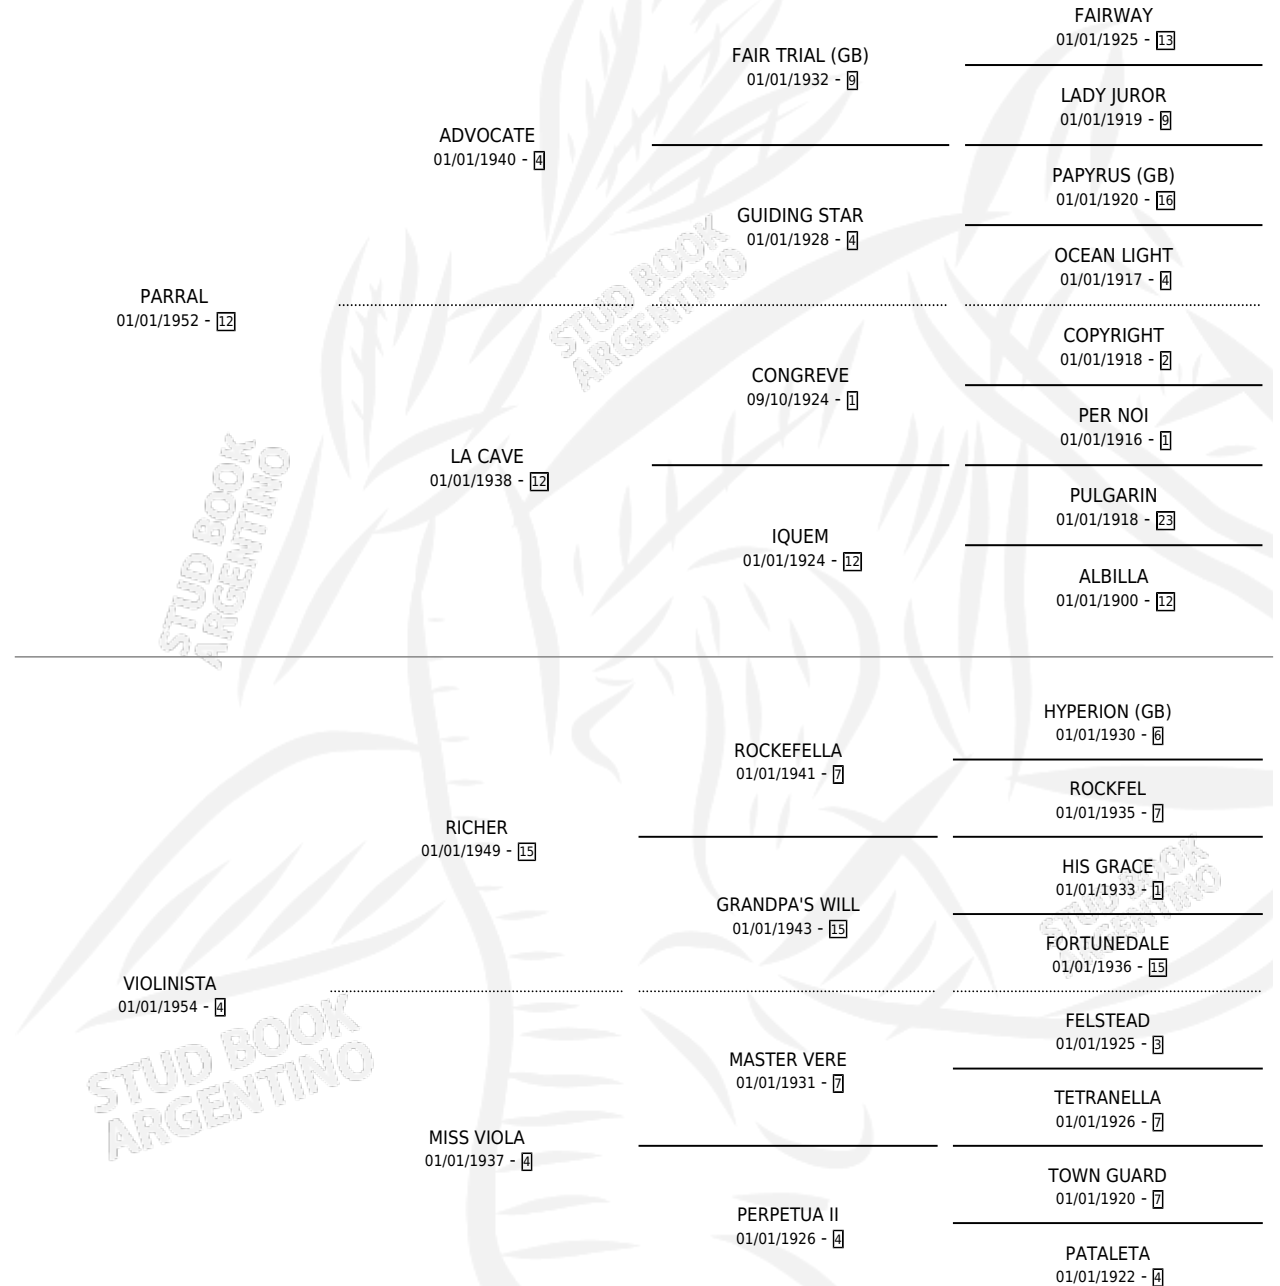 FAIRWAY
01/01/1925 - 13
FAIR TRIAL (GB)
01/01/1932 - 9
LADY JUROR
01/01/1919 - 9
ADVOCATE
01/01/1940 - 4
PAPYRUS (GB)
01/01/1920 - 16
GUIDING STAR
01/01/1928 - 4
OCEAN LIGHT
01/01/1917 - 4
PARRAL
01/01/1952 - 12
COPYRIGHT
01/01/1918 - 2
CONGREVE
09/10/1924 - 1
PER NOI
01/01/1916 - 1
LA CAVE
01/01/1938 - 12
PULGARIN
01/01/1918 - 23
IQUEM
01/01/1924 - 12
ALBILLA
01/01/1900 - 12
STUD BOOK
ARGENTINO
STUD BOOK
ARGENTINO
HYPERION (GB)
01/01/1930 - 6
ROCKEFELLA
01/01/1941 - 7
ROCKFEL
01/01/1935 - 7
RICHER
01/01/1949 - 15
HIS GRACE
01/01/1933 - 1
GRANDPA'S WILL
01/01/1943 - 15
FORTUNEDALE
01/01/1936 - 15
STUD BOOK
ARGENTINO
VIOLINISTA
01/01/1954 - 4
FELSTEAD
01/01/1925 - 3
MASTER VERE
01/01/1931 - 7
TETRANELLA
01/01/1926 - 7
MISS VIOLA
01/01/1937 - 4
TOWN GUARD
01/01/1920 - 7
PERPETUA II
01/01/1926 - 4
PATALETA
01/01/1922 - 4
STUD BOOK
ARGENTINO